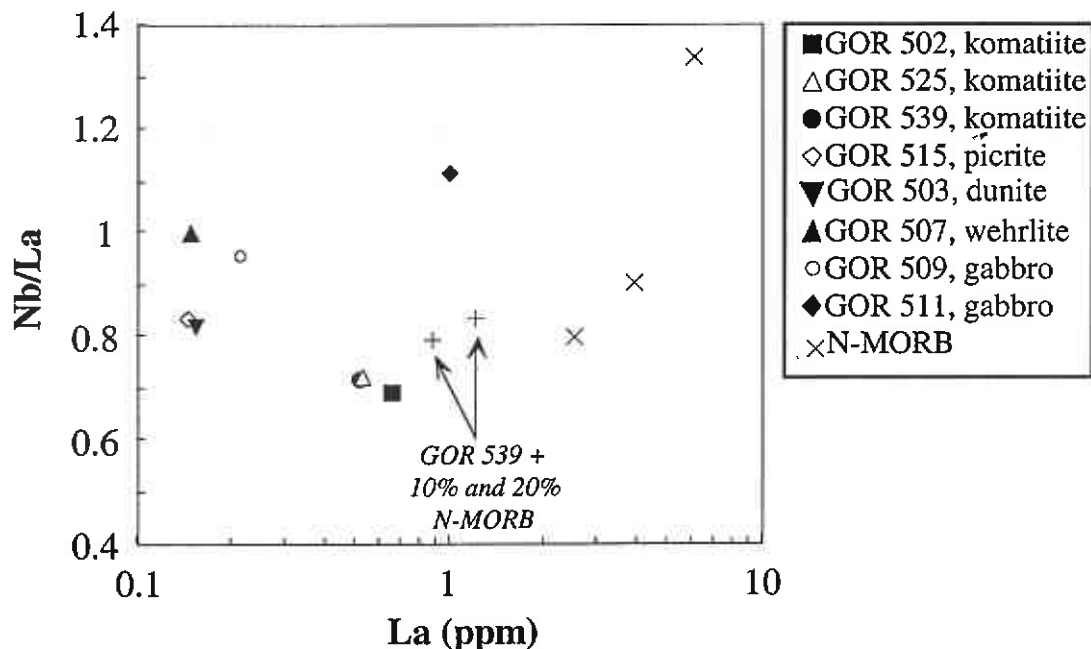 1.4
1.2
1
0.8
0.6
0.4
Nb/La
0.1
1
10
La (ppm)
GOR 539 +
10% and 20%
N-MORB
GOR 502, komatiite
GOR 525, komatiite
GOR 539, komatiite
GOR 515, picrite
GOR 503, dunite
GOR 507, wehrlite
GOR 509, gabbro
GOR 511, gabbro
N-MORB